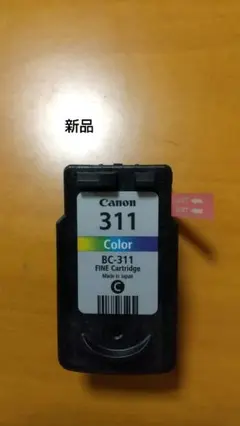 新品
Canon
311
Color
BC-311
FINE Cartridge
Made in Japan
C